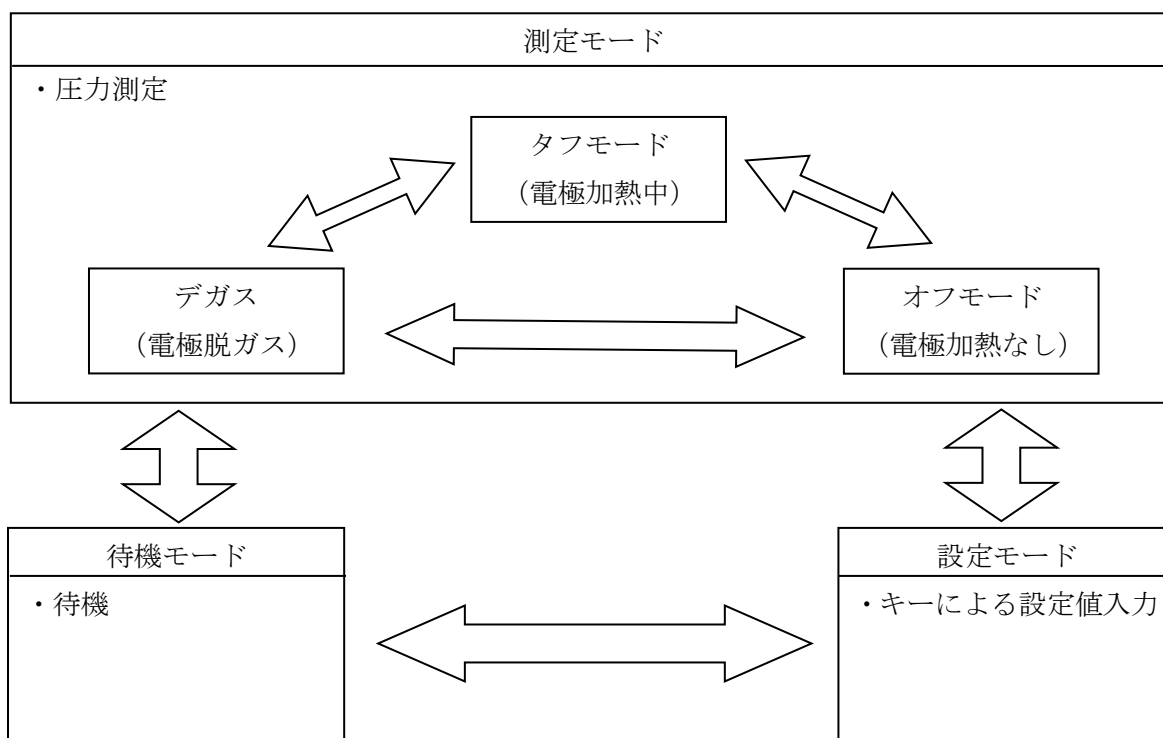 測定モード
・圧力測定
タフモード
（電極加熱中）
デガス
（電極脱ガス）
オフモード
（電極加熱なし）
待機モード
・待機
設定モード
・キーによる設定値入力